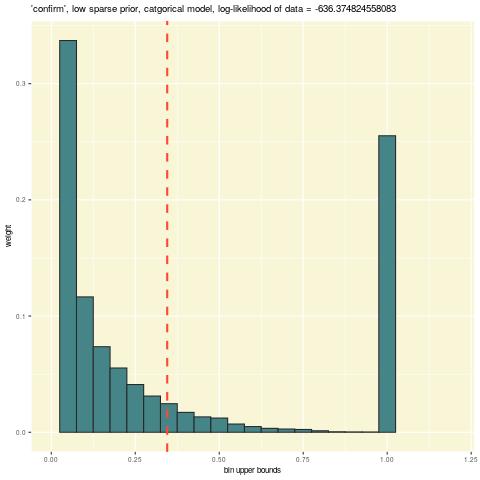 'confirm', low sparse prior, catgorical model, log-likelihood of data = -636.374824558083
weight
0.3
0.2
0.1
0.0
0.00 0.25 0.50 0.75 1.00 1.25
bin upper bounds